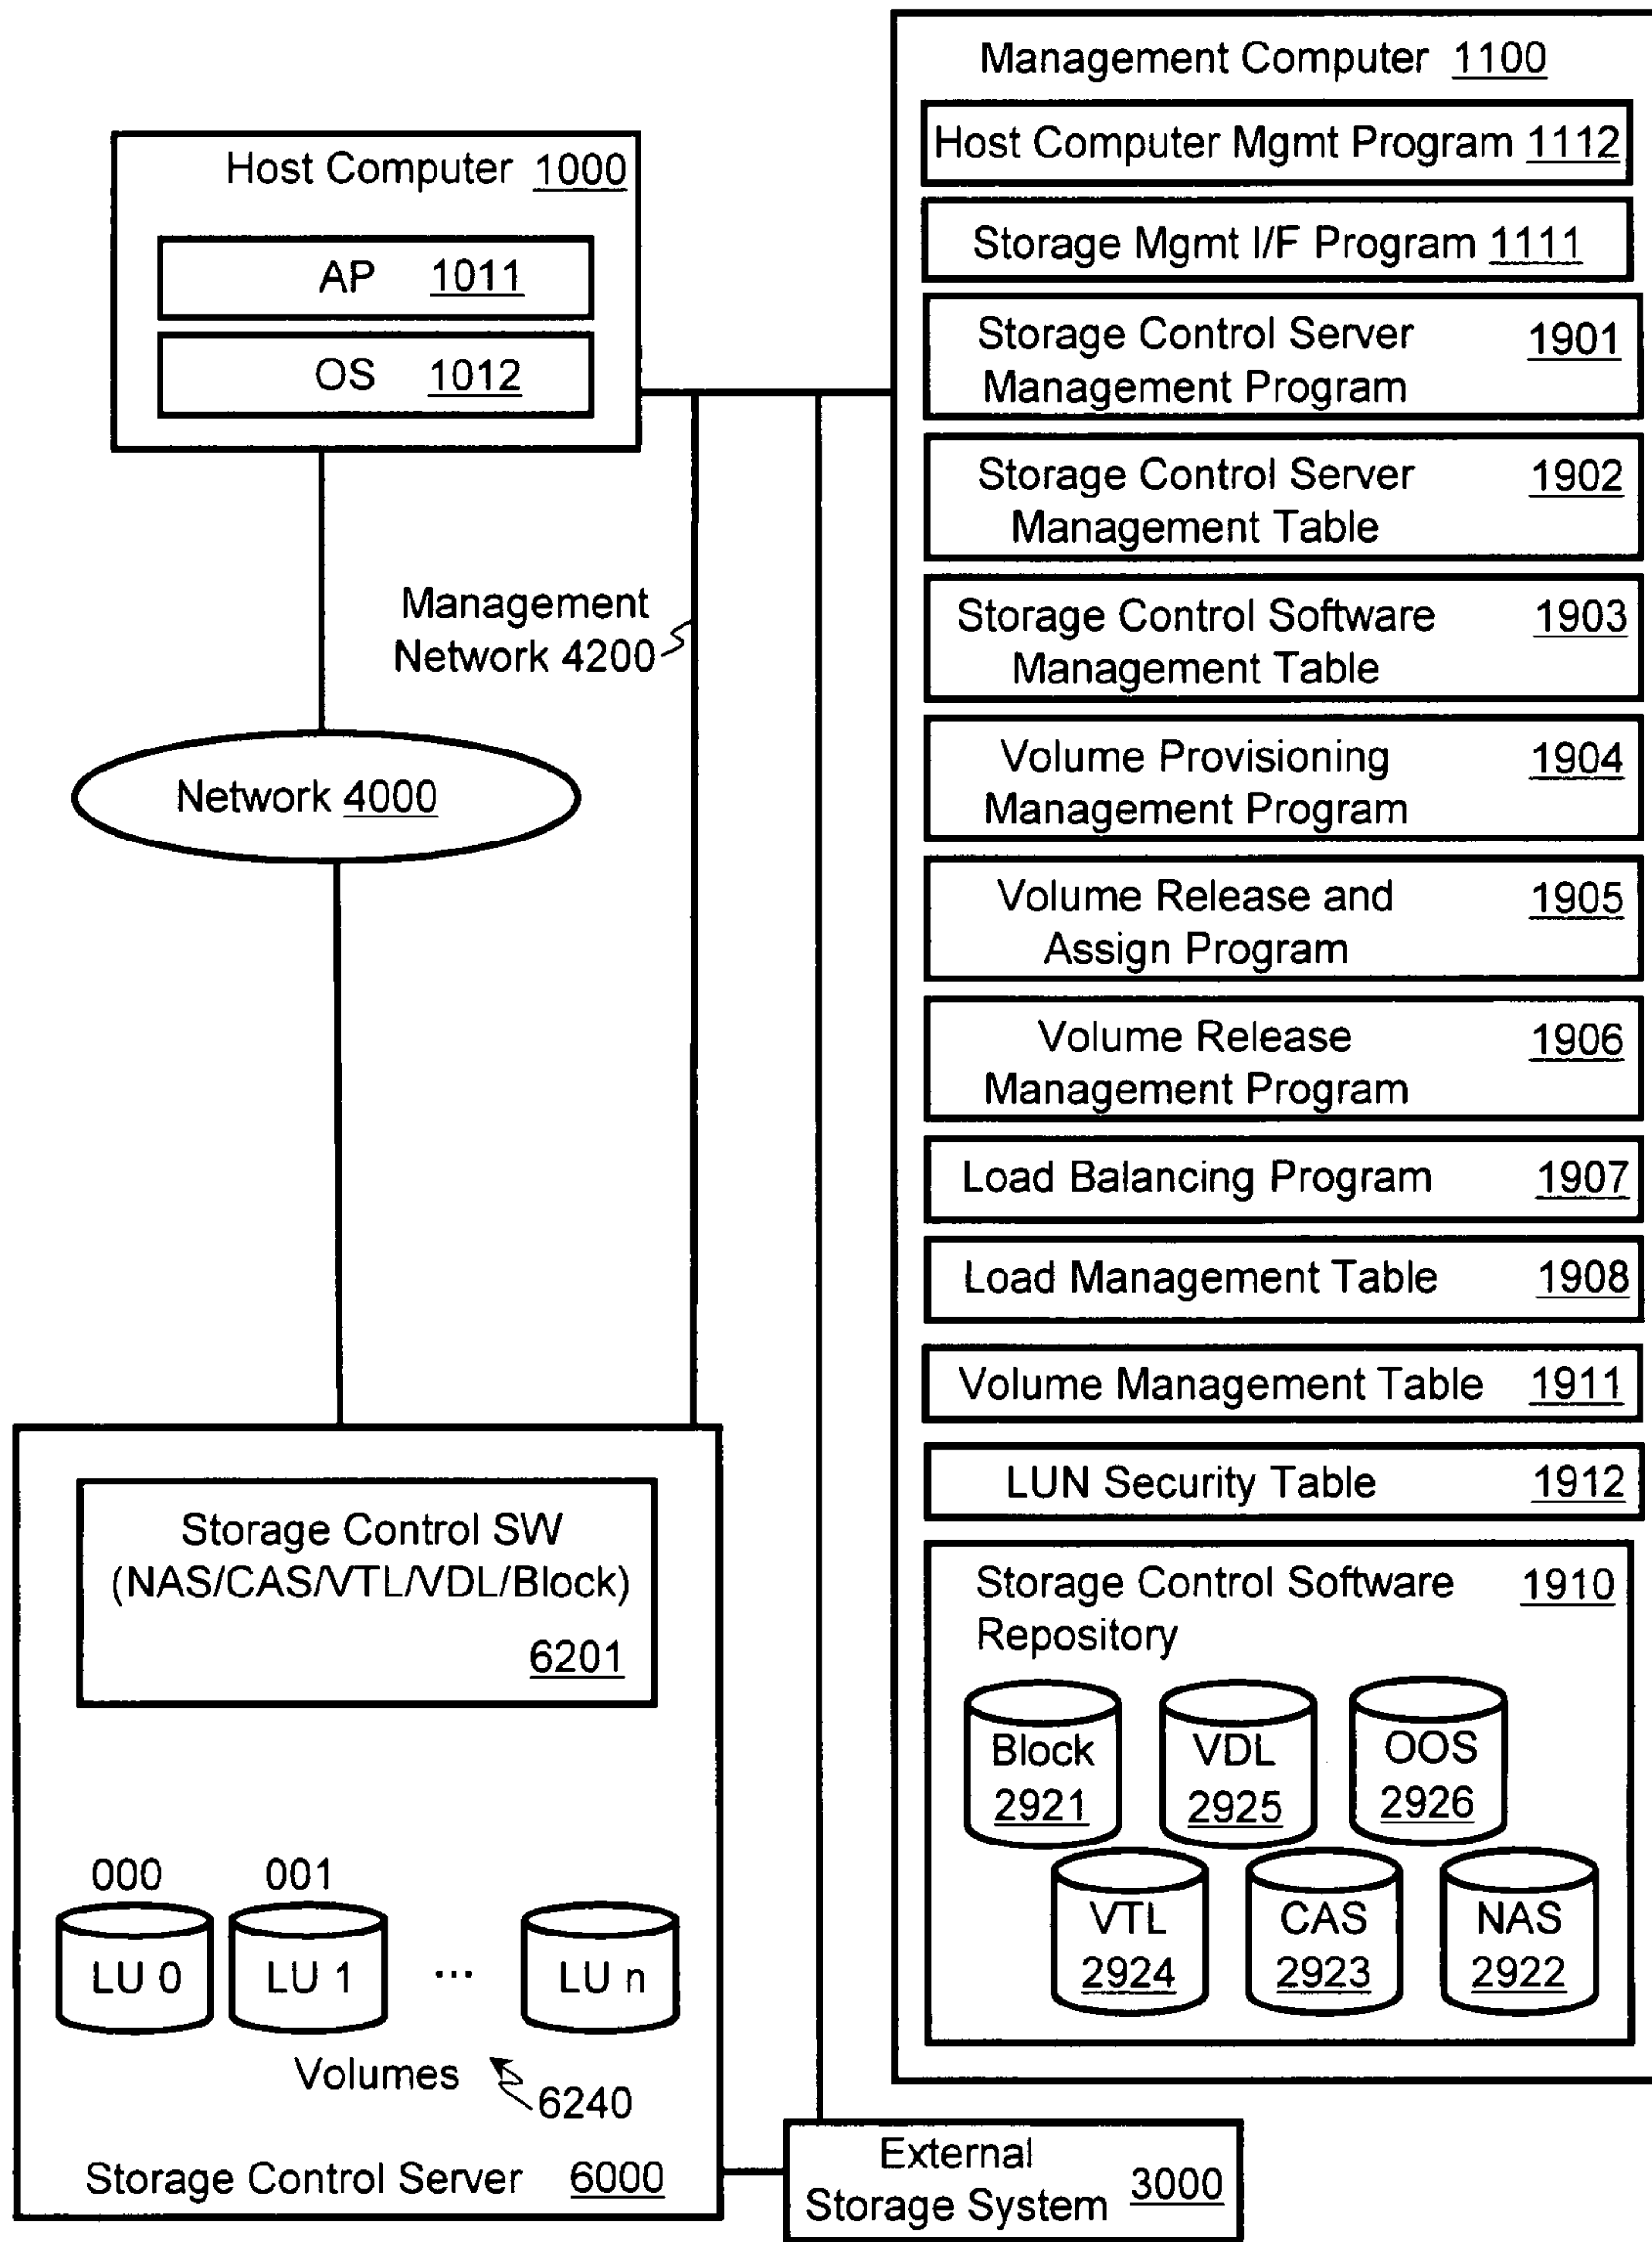 Host Computer 1000
AP 1011
OS 1012
Management
Network 4200
Network 4000
Storage Control SW
(NAS/CAS/VTL/VDL/Block)
6201
000 001
LU 0 LU 1 ... LU n
Volumes
6240
Storage Control Server 6000
External
Storage System 3000
Management Computer 1100
Host Computer Mgmt Program 1112
Storage Mgmt I/F Program 1111
Storage Control Server 1901
Management Program
Storage Control Server 1902
Management Table
Storage Control Software 1903
Management Table
Volume Provisioning 1904
Management Program
Volume Release and 1905
Assign Program
Volume Release 1906
Management Program
Load Balancing Program 1907
Load Management Table 1908
Volume Management Table 1911
LUN Security Table 1912
Storage Control Software 1910
Repository
Block VDL OOS
2921 2925 2926
VTL CAS NAS
2924 2923 2922